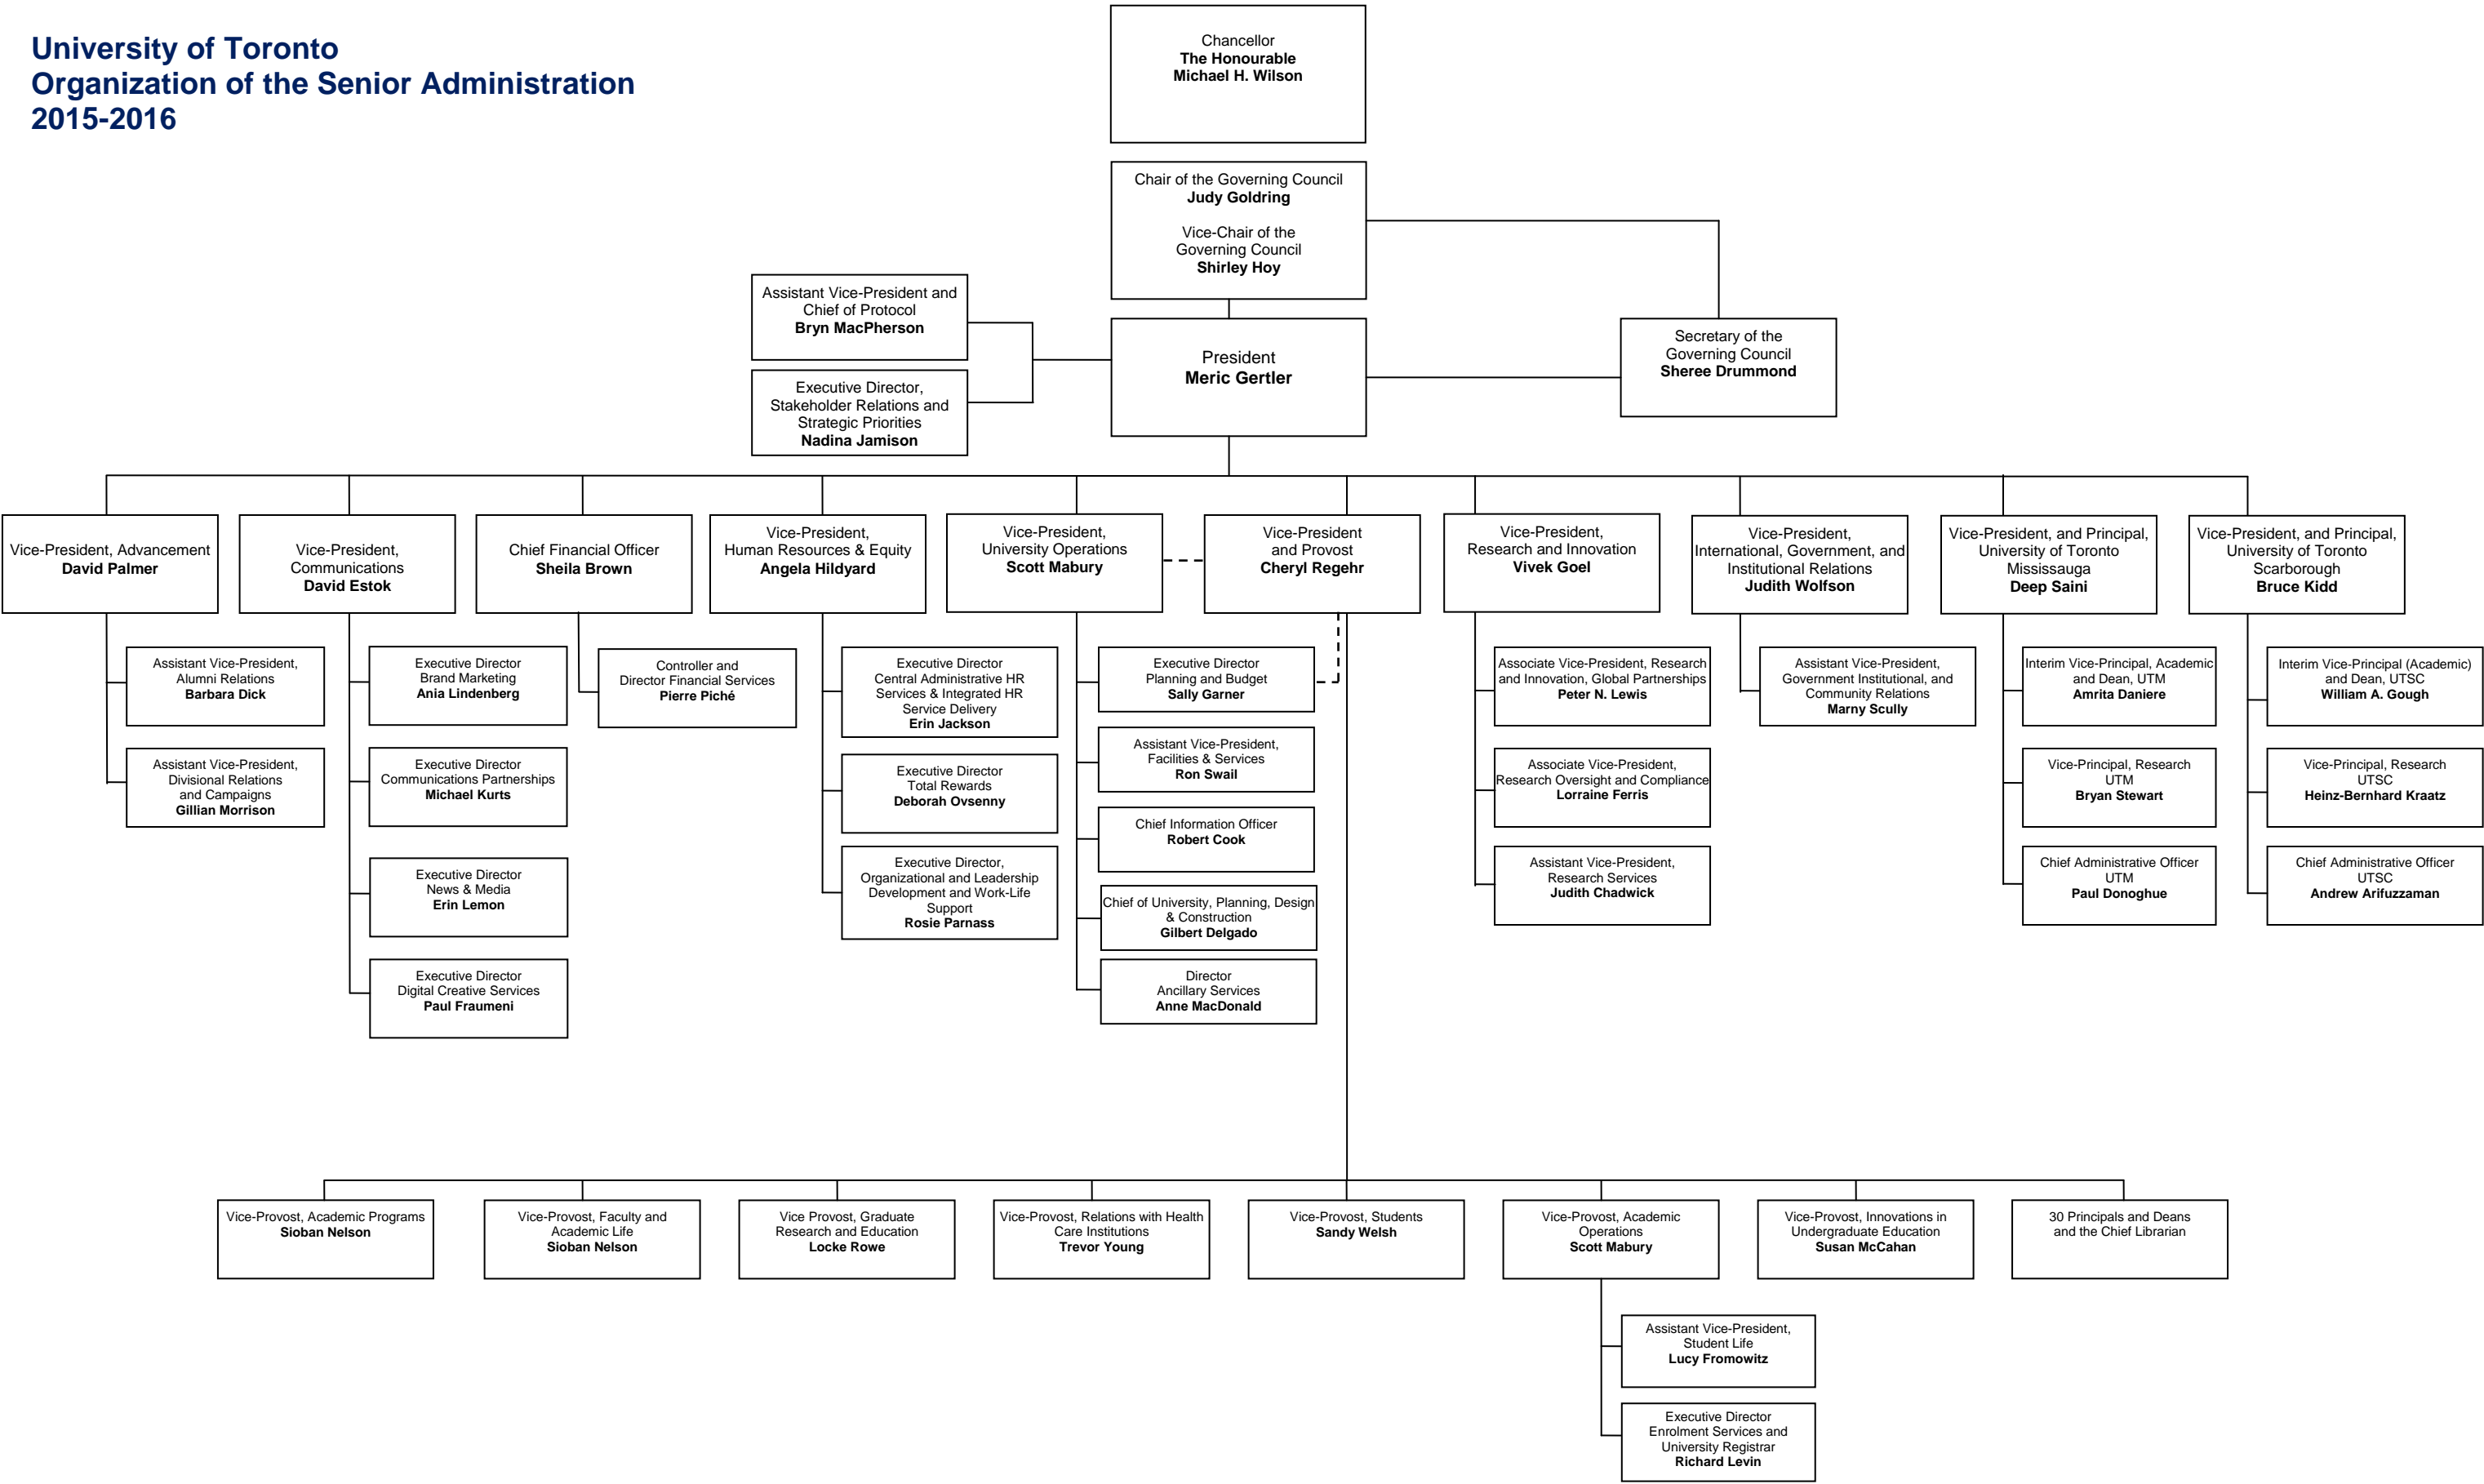 University of Toronto
Organization of the Senior Administration
2015-2016
Chancellor
The Honourable
Michael H. Wilson
Chair of the Governing Council
Judy Goldring
Vice-Chair of the
Governing Council
Shirley Hoy
Assistant Vice-President and
Chief of Protocol
Bryn MacPherson
Executive Director,
Stakeholder Relations and
Strategic Priorities
Nadina Jamison
President
Meric Gertler
Secretary of the
Governing Council
Sheree Drummond
Vice-President, Advancement
David Palmer
Vice-President,
Communications
David Estok
Chief Financial Officer
Sheila Brown
Vice-President,
Human Resources & Equity
Angela Hildyard
Vice-President,
University Operations
Scott Mabury
Vice-President
and Provost
Cheryl Regehr
Vice-President,
Research and Innovation
Vivek Goel
Vice-President,
International, Government, and
Institutional Relations
Judith Wolfson
Vice-President, and Principal,
University of Toronto
Mississauga
Deep Saini
Vice-President, and Principal,
University of Toronto
Scarborough
Bruce Kidd
Assistant Vice-President,
Alumni Relations
Barbara Dick
Assistant Vice-President,
Divisional Relations
and Campaigns
Gillian Morrison
Executive Director
Brand Marketing
Ania Lindenberg
Executive Director
Communications Partnerships
Michael Kurts
Executive Director
News & Media
Erin Lemon
Executive Director
Digital Creative Services
Paul Fraumeni
Controller and
Director Financial Services
Pierre Piché
Executive Director
Central Administrative HR
Services & Integrated HR
Service Delivery
Erin Jackson
Executive Director
Total Rewards
Deborah Ovsenny
Executive Director,
Organizational and Leadership
Development and Work-Life
Support
Rosie Parnass
Executive Director
Planning and Budget
Sally Garner
Assistant Vice-President,
Facilities & Services
Ron Swail
Chief Information Officer
Robert Cook
Chief of University, Planning, Design
& Construction
Gilbert Delgado
Director
Ancillary Services
Anne MacDonald
Associate Vice-President, Research
and Innovation, Global Partnerships
Peter N. Lewis
Associate Vice-President,
Research Oversight and Compliance
Lorraine Ferris
Assistant Vice-President,
Research Services
Judith Chadwick
Assistant Vice-President,
Government Institutional, and
Community Relations
Marny Scully
Interim Vice-Principal, Academic
and Dean, UTM
Amrita Daniere
Vice-Principal, Research
UTM
Bryan Stewart
Chief Administrative Officer
UTM
Paul Donoghue
Interim Vice-Principal (Academic)
and Dean, UTSC
William A. Gough
Vice-Principal, Research
UTSC
Heinz-Bernhard Kraatz
Chief Administrative Officer
UTSC
Andrew Arifuzzaman
Vice-Provost, Academic Programs
Sioban Nelson
Vice-Provost, Faculty and
Academic Life
Sioban Nelson
Vice Provost, Graduate
Research and Education
Locke Rowe
Vice-Provost, Relations with Health
Care Institutions
Trevor Young
Vice-Provost, Students
Sandy Welsh
Vice-Provost, Academic
Operations
Scott Mabury
Vice-Provost, Innovations in
Undergraduate Education
Susan McCahan
30 Principals and Deans
and the Chief Librarian
Assistant Vice-President,
Student Life
Lucy Fromowitz
Executive Director
Enrolment Services and
University Registrar
Richard Levin